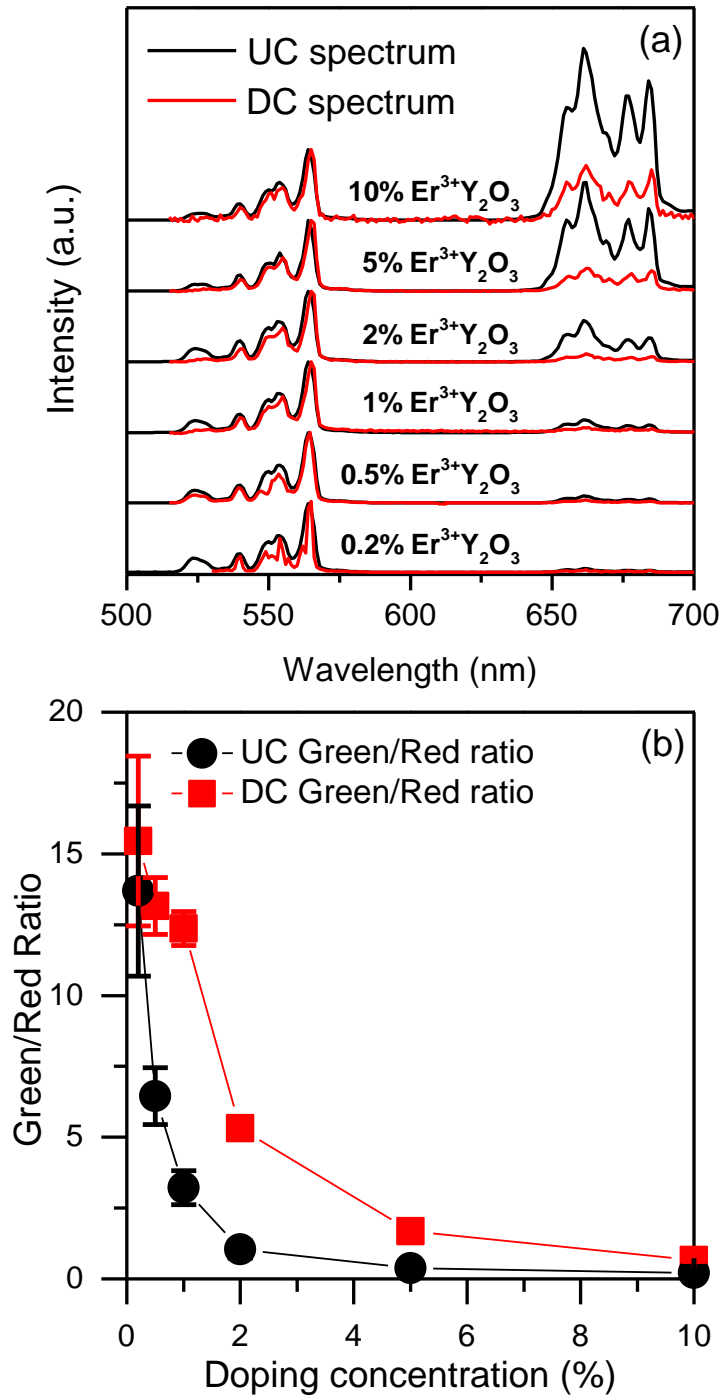 (a)
UC spectrum
DC spectrum
10% Er³⁺Y₂O₃
5% Er³⁺Y₂O₃
2% Er³⁺Y₂O₃
1% Er³⁺Y₂O₃
0.5% Er³⁺Y₂O₃
0.2% Er³⁺Y₂O₃
Intensity (a.u.)
500 550 600 650 700
Wavelength (nm)
(b)
UC Green/Red ratio
DC Green/Red ratio
20
15
10
5
0
Green/Red Ratio
0 2 4 6 8 10
Doping concentration (%)